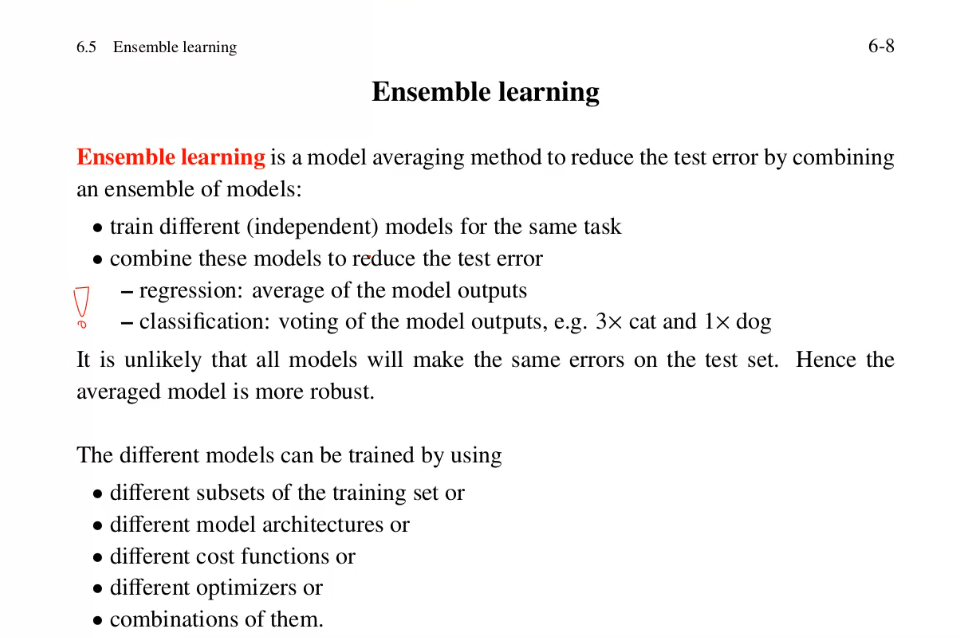 6.5 Ensemble learning
6-8
Ensemble learning
Ensemble learning is a model averaging method to reduce the test error by combining
an ensemble of models:
• train different (independent) models for the same task
• combine these models to reduce the test error
– regression: average of the model outputs
– classification: voting of the model outputs, e.g. 3× cat and 1× dog
!
It is unlikely that all models will make the same errors on the test set. Hence the
averaged model is more robust.
The different models can be trained by using
• different subsets of the training set or
• different model architectures or
• different cost functions or
• different optimizers or
• combinations of them.